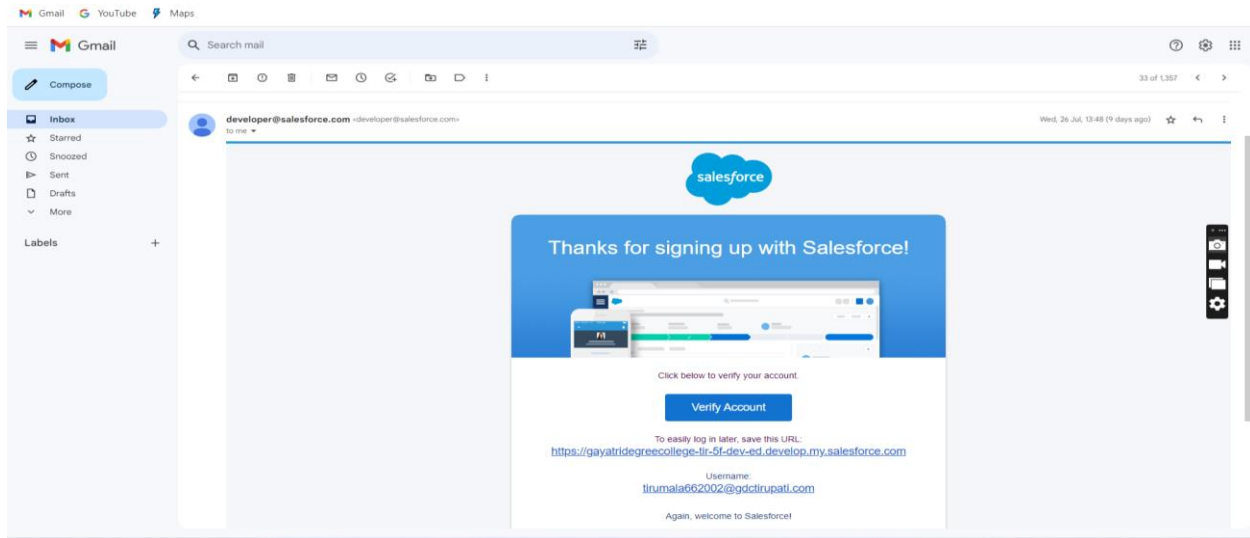 Gmail YouTube Maps
Gmail
Search mail
Compose
33 of 1,357
Inbox
Starred
Snoozed
Sent
Drafts
More
Labels
developer@salesforce.com <developer@salesforce.com>
to me
Wed, 26 Jul, 13:48 (9 days ago)
salesforce
Thanks for signing up with Salesforce!
Click below to verify your account.
Verify Account
To easily log in later, save this URL:
https://gayatridegreecollege-tir-5f-dev-ed.develop.my.salesforce.com
Username:
tirumala662002@gdctirupati.com
Again, welcome to Salesforce!